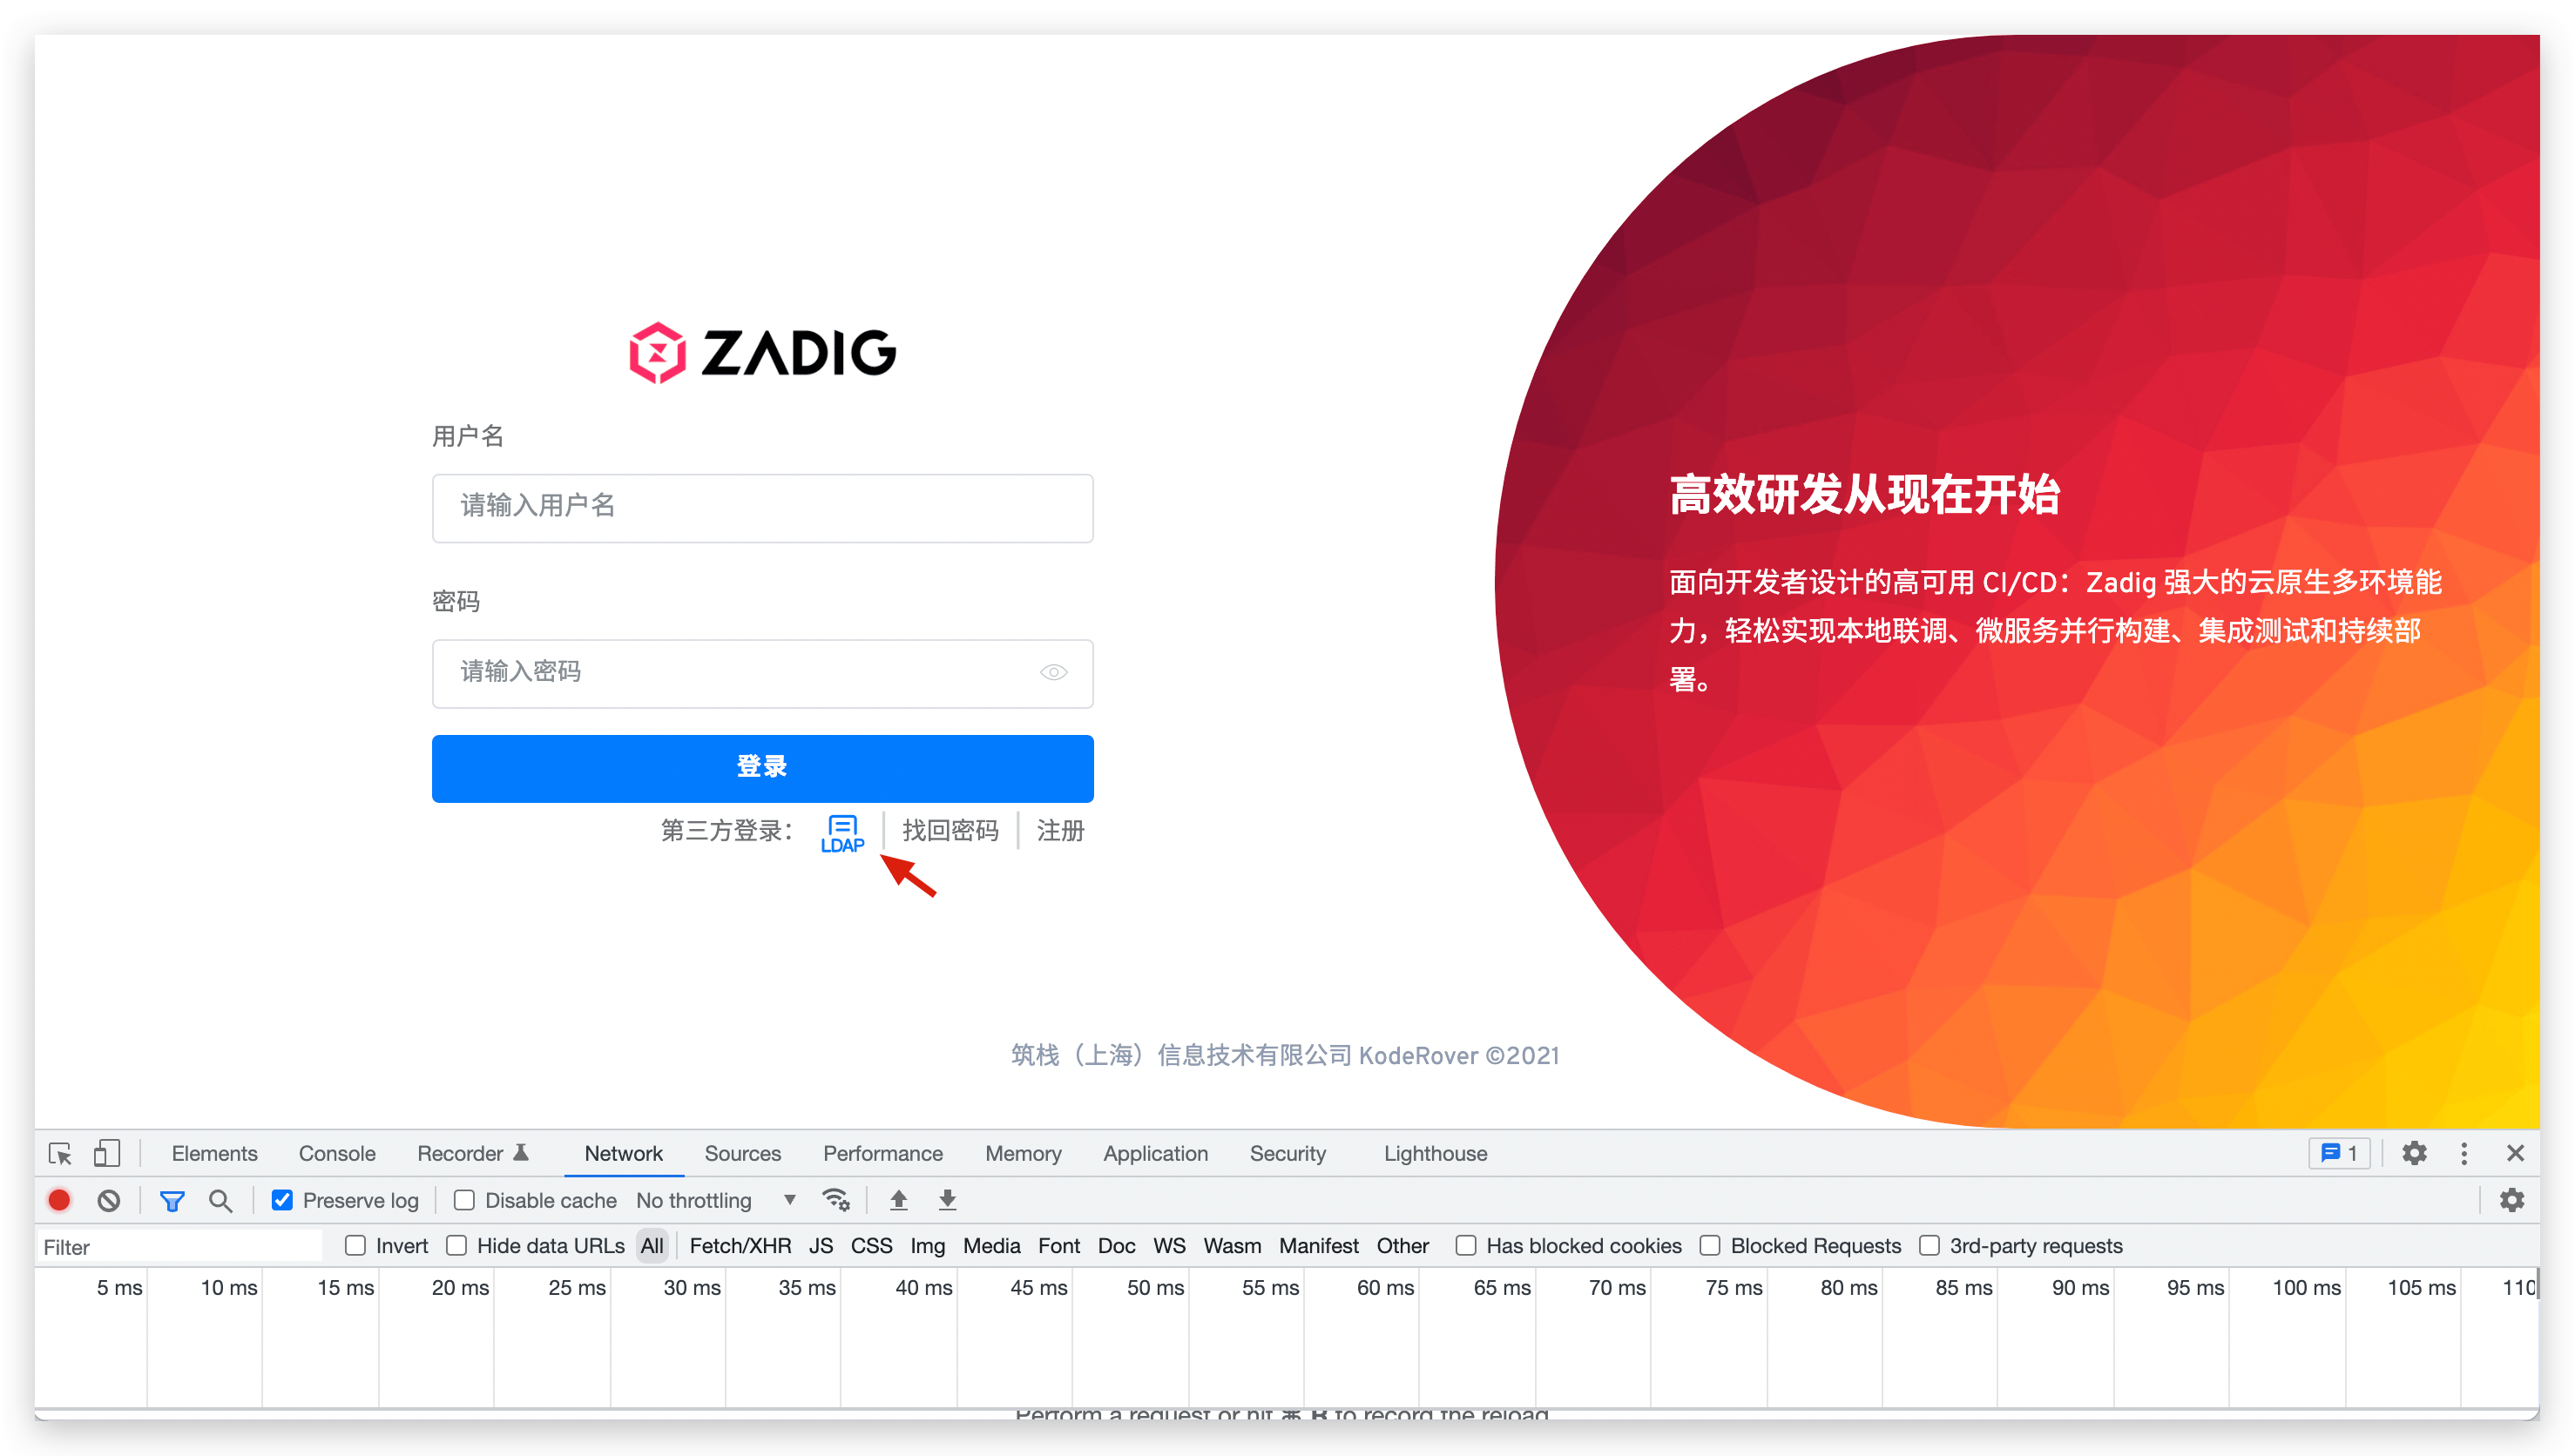 ZADIG
用户名
请输入用户名
密码
请输入密码
登录
第三方登录： LDAP 找回密码 注册
高效研发从现在开始
面向开发者设计的高可用 CI/CD：Zadig 强大的云原生多环境能
力，轻松实现本地联调、微服务并行构建、集成测试和持续部
署。
筑栈（上海）信息技术有限公司 KodeRover ©2021
Elements Console Recorder Network Sources Performance Memory Application Security Lighthouse 1
Preserve log Disable cache No throttling
Filter Invert Hide data URLs All Fetch/XHR JS CSS Img Media Font Doc WS Wasm Manifest Other Has blocked cookies Blocked Requests 3rd-party requests
5 ms 10 ms 15 ms 20 ms 25 ms 30 ms 35 ms 40 ms 45 ms 50 ms 55 ms 60 ms 65 ms 70 ms 75 ms 80 ms 85 ms 90 ms 95 ms 100 ms 105 ms 110
Perform a request or hit ⌘ R to record the reload.